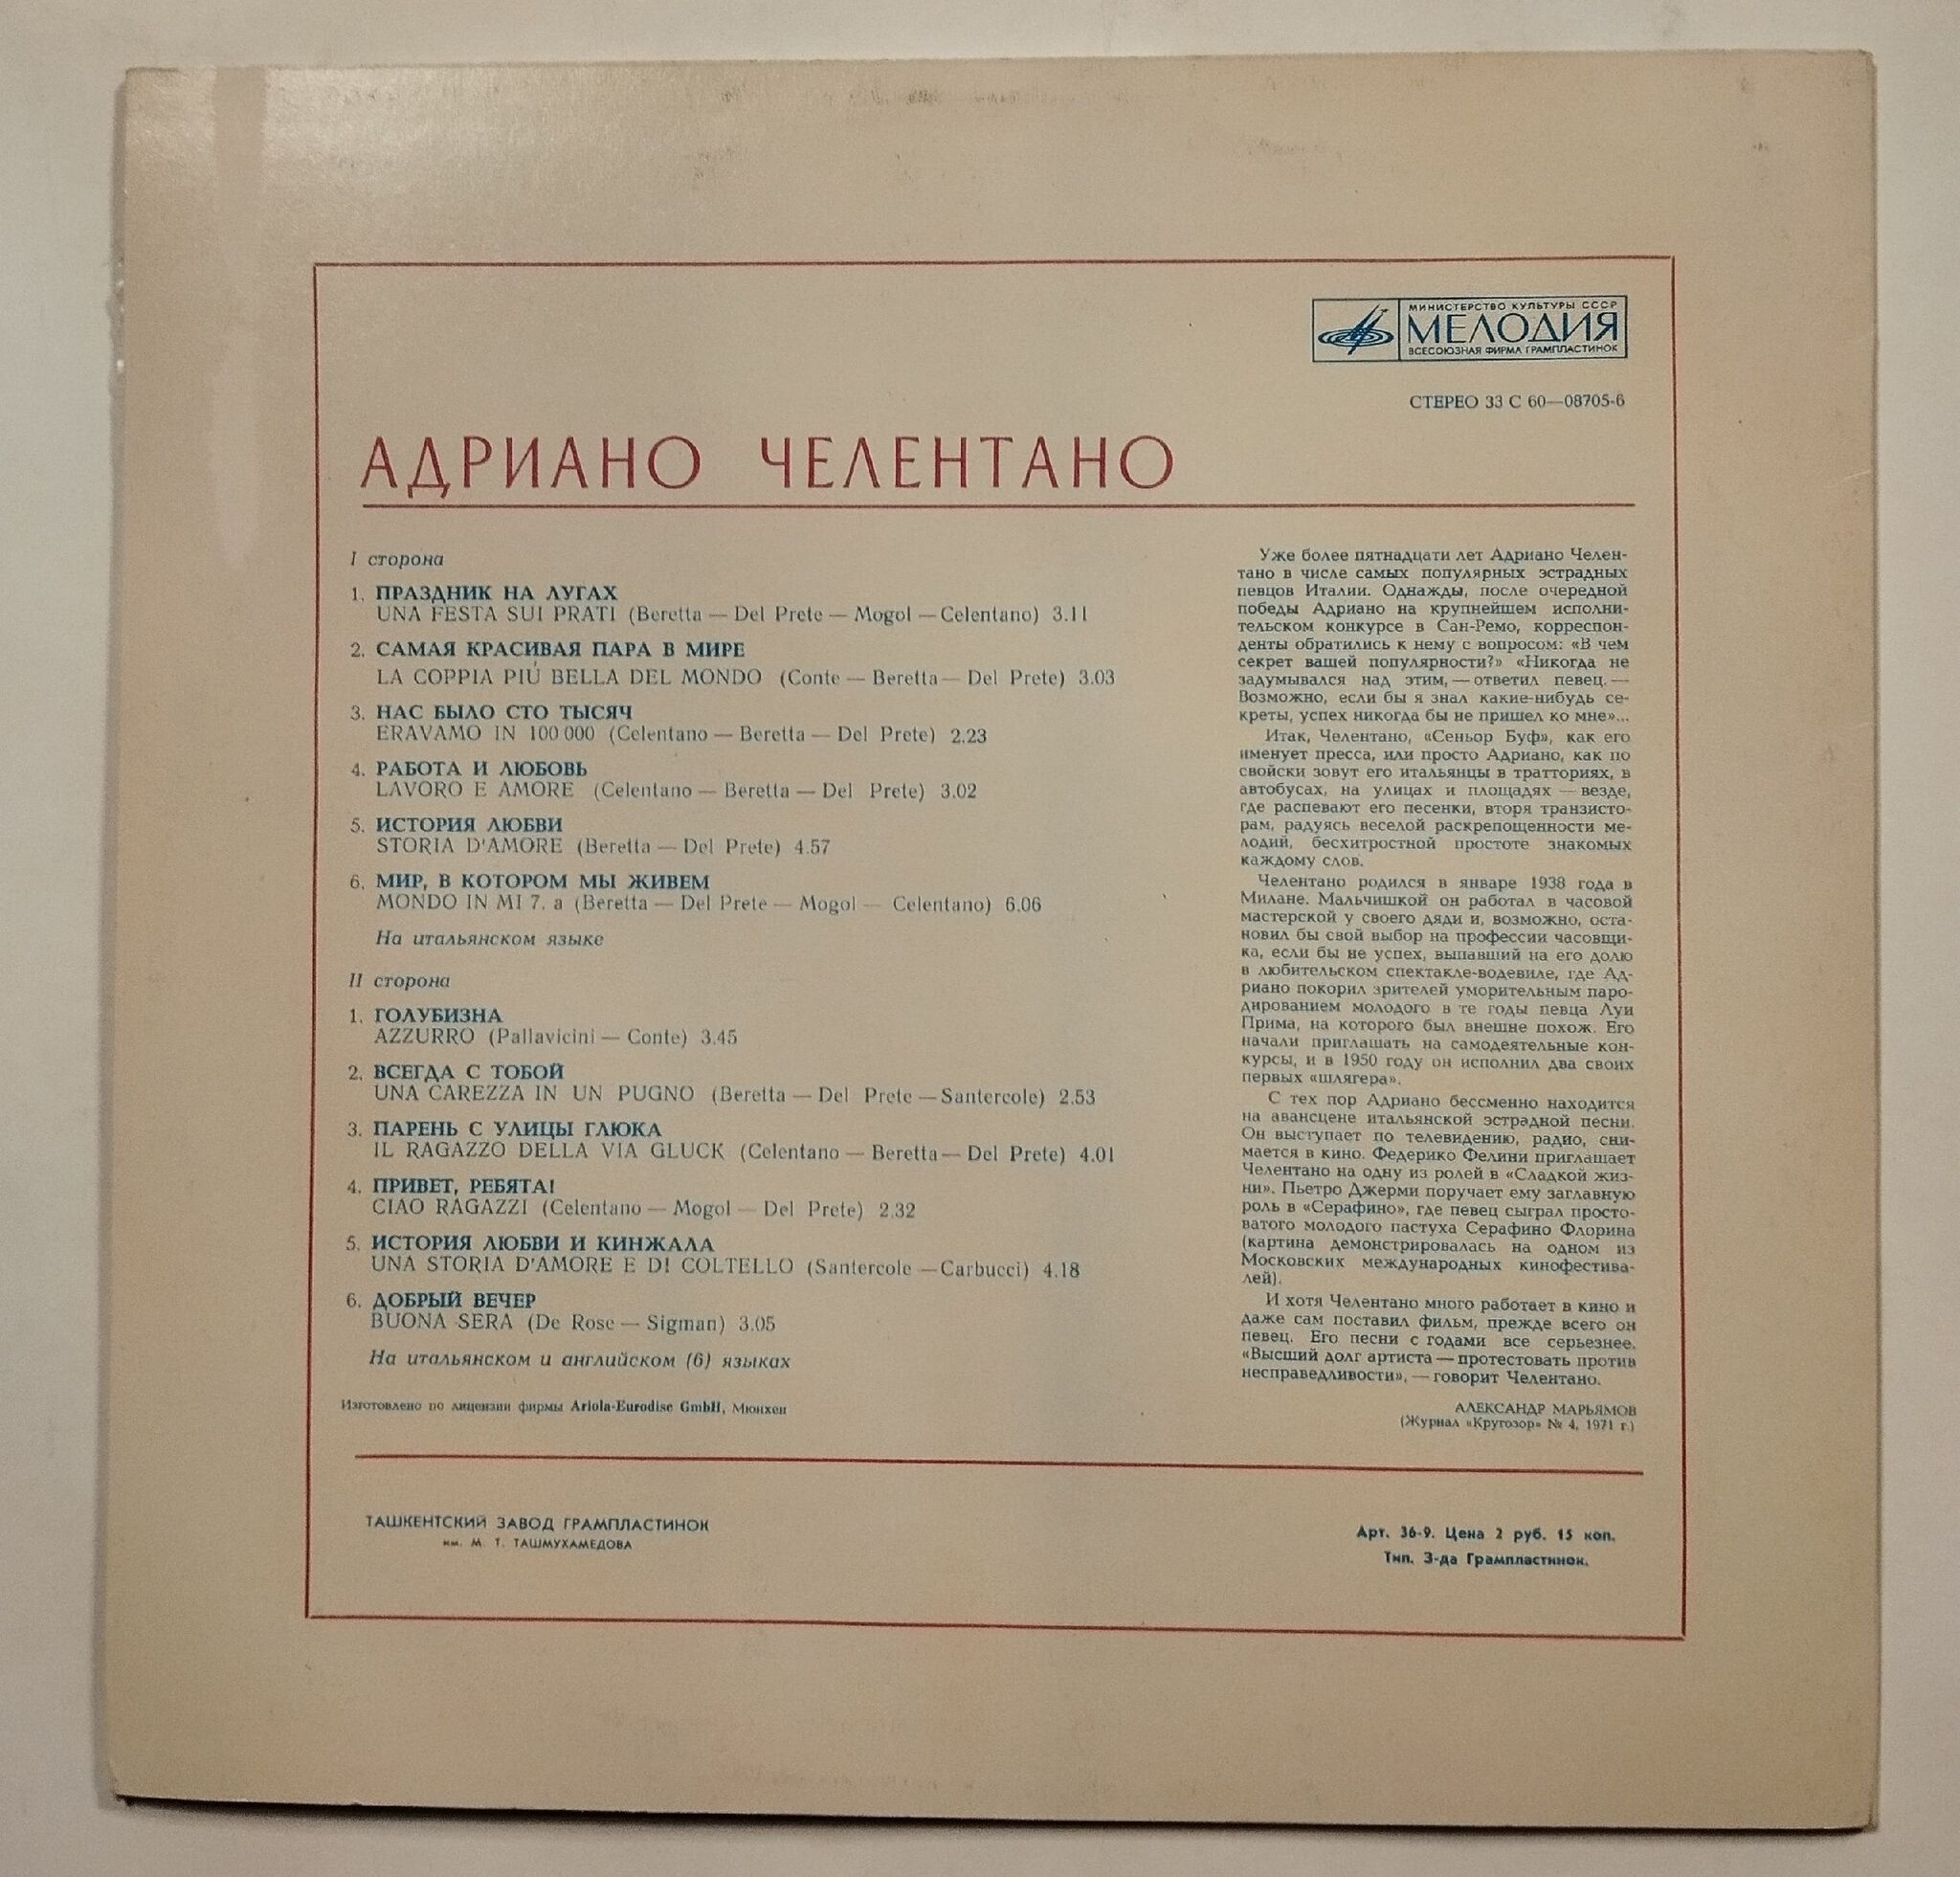 МИНИСТЕРСТВО КУЛЬТУРЫ СССР
МЕЛОДИЯ
ВСЕСОЮЗНАЯ ФИРМА ГРАМПЛАСТИНОК
СТЕРЕО 33 С 60—08705-6
АДРИАНО ЧЕЛЕНТАНО
I сторона
1. ПРАЗДНИК НА ЛУГАХ
UNA FESTA SUI PRATI (Beretta — Del Prete — Mogol — Celentano) 3.11
2. САМАЯ КРАСИВАЯ ПАРА В МИРЕ
LA COPPIA PIÚ BELLA DEL MONDO (Conte — Beretta — Del Prete) 3.03
3. НАС БЫЛО СТО ТЫСЯЧ
ERAVAMO IN 100 000 (Celentano — Beretta — Del Prete) 2.23
4. РАБОТА И ЛЮБОВЬ
LAVORO E AMORE (Celentano — Beretta — Del Prete) 3.02
5. ИСТОРИЯ ЛЮБВИ
STORIA D'AMORE (Beretta — Del Prete) 4.57
6. МИР, В КОТОРОМ МЫ ЖИВЕМ
MONDO IN MI 7. a (Beretta — Del Prete — Mogol — Celentano) 6.06
На итальянском языке
II сторона
1. ГОЛУБИЗНА
AZZURRO (Pallavicini — Conte) 3.45
2. ВСЕГДА С ТОБОЙ
UNA CAREZZA IN UN PUGNO (Beretta — Del Prete — Santercole) 2.53
3. ПАРЕНЬ С УЛИЦЫ ГЛЮКА
IL RAGAZZO DELLA VIA GLUCK (Celentano — Beretta — Del Prete) 4.01
4. ПРИВЕТ, РЕБЯТА!
CIAO RAGAZZI (Celentano — Mogol — Del Prete) 2.32
5. ИСТОРИЯ ЛЮБВИ И КИНЖАЛА
UNA STORIA D'AMORE E DI COLTELLO (Santercole — Carbucci) 4.18
6. ДОБРЫЙ ВЕЧЕР
BUONA SERA (De Rose — Sigman) 3.05
На итальянском и английском (6) языках
Изготовлено по лицензии фирмы Ariola-Eurodisc GmbH, Мюнхен
Уже более пятнадцати лет Адриано Челен-
тано в числе самых популярных эстрадных
певцов Италии. Однажды, после очередной
победы Адриано на крупнейшем исполни-
тельском конкурсе в Сан-Ремо, корреспон-
денты обратились к нему с вопросом: «В чем
секрет вашей популярности?» «Никогда не
задумывался над этим, — ответил певец. —
Возможно, если бы я знал какие-нибудь се-
креты, успех никогда бы не пришел ко мне»...
Итак, Челентано, «Сеньор Буф», как его
именует пресса, или просто Адриано, как по
свойски зовут его итальянцы в тратториях, в
автобусах, на улицах и площадях — везде,
где распевают его песенки, вторя транзисто-
рам, радуясь веселой раскрепощенности ме-
лодий, бесхитростной простоте знакомых
каждому слов.
Челентано родился в январе 1938 года в
Милане. Мальчишкой он работал в часовой
мастерской у своего дяди и, возможно, оста-
новил бы свой выбор на профессии часовщи-
ка, если бы не успех, выпавший на его долю
в любительском спектакле-водевиле, где Ад-
риано покорил зрителей уморительным паро-
дированием молодого в те годы певца Луи
Прима, на которого был внешне похож. Его
начали приглашать на самодеятельные кон-
курсы, и в 1950 году он исполнил два своих
первых «шлягера».
С тех пор Адриано бессменно находится
на авансцене итальянской эстрадной песни.
Он выступает по телевидению, радио, сни-
мается в кино. Федерико Фелини приглашает
Челентано на одну из ролей в «Сладкой жиз-
ни». Пьетро Джерми поручает ему заглавную
роль в «Серафино», где певец сыграл просто-
ватого молодого пастуха Серафино Флорина
(картина демонстрировалась на одном из
Московских международных кинофестива-
лей).
И хотя Челентано много работает в кино и
даже сам поставил фильм, прежде всего он
певец. Его песни с годами все серьезнее.
«Высший долг артиста — протестовать против
несправедливости», — говорит Челентано.
АЛЕКСАНДР МАРЬЯМОВ
(Журнал «Кругозор» № 4, 1971 г.)
ТАШКЕНТСКИЙ ЗАВОД ГРАМПЛАСТИНОК
им. М. Т. ТАШМУХАМЕДОВА
Арт. 36-9. Цена 2 руб. 15 коп.
Тип. З-да Грампластинок.